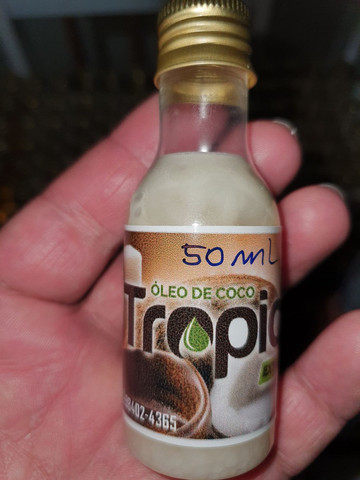 50 ml
ÓLEO DE COCO
Tropic
8402-4365